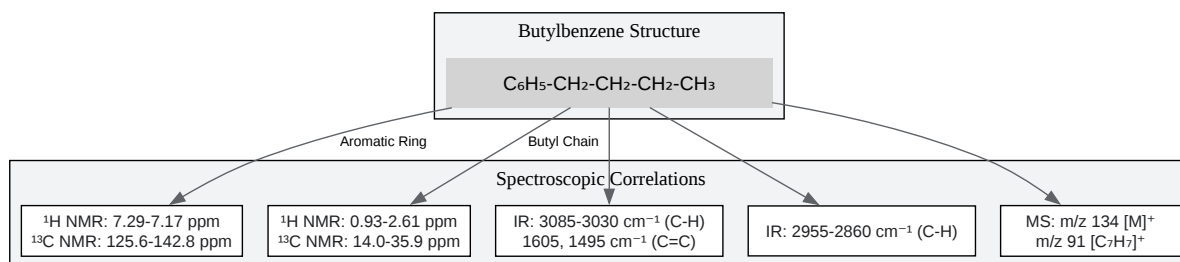 Butylbenzene Structure
C₆H₅-CH₂-CH₂-CH₂-CH₃
Aromatic Ring
Butyl Chain
Spectroscopic Correlations
¹H NMR: 7.29-7.17 ppm
¹³C NMR: 125.6-142.8 ppm
¹H NMR: 0.93-2.61 ppm
¹³C NMR: 14.0-35.9 ppm
IR: 3085-3030 cm⁻¹ (C-H)
1605, 1495 cm⁻¹ (C=C)
IR: 2955-2860 cm⁻¹ (C-H)
MS: m/z 134 [M]⁺
m/z 91 [C₇H₇]⁺